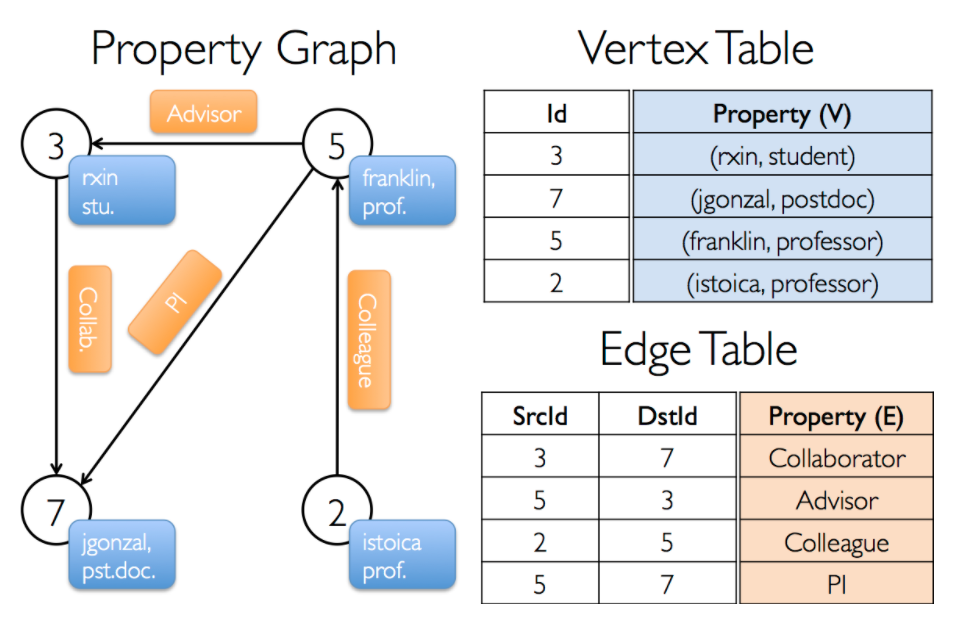 Property Graph
Advisor
3
5
rxin
stu.
franklin,
prof.
Collab.
PI
Colleague
7
2
jgonzal,
pst.doc.
istoica
prof.
Vertex Table
Id Property (V)
3 (rxin, student)
7 (jgonzal, postdoc)
5 (franklin, professor)
2 (istoica, professor)
Edge Table
SrcId DstId Property (E)
3 7 Collaborator
5 3 Advisor
2 5 Colleague
5 7 PI